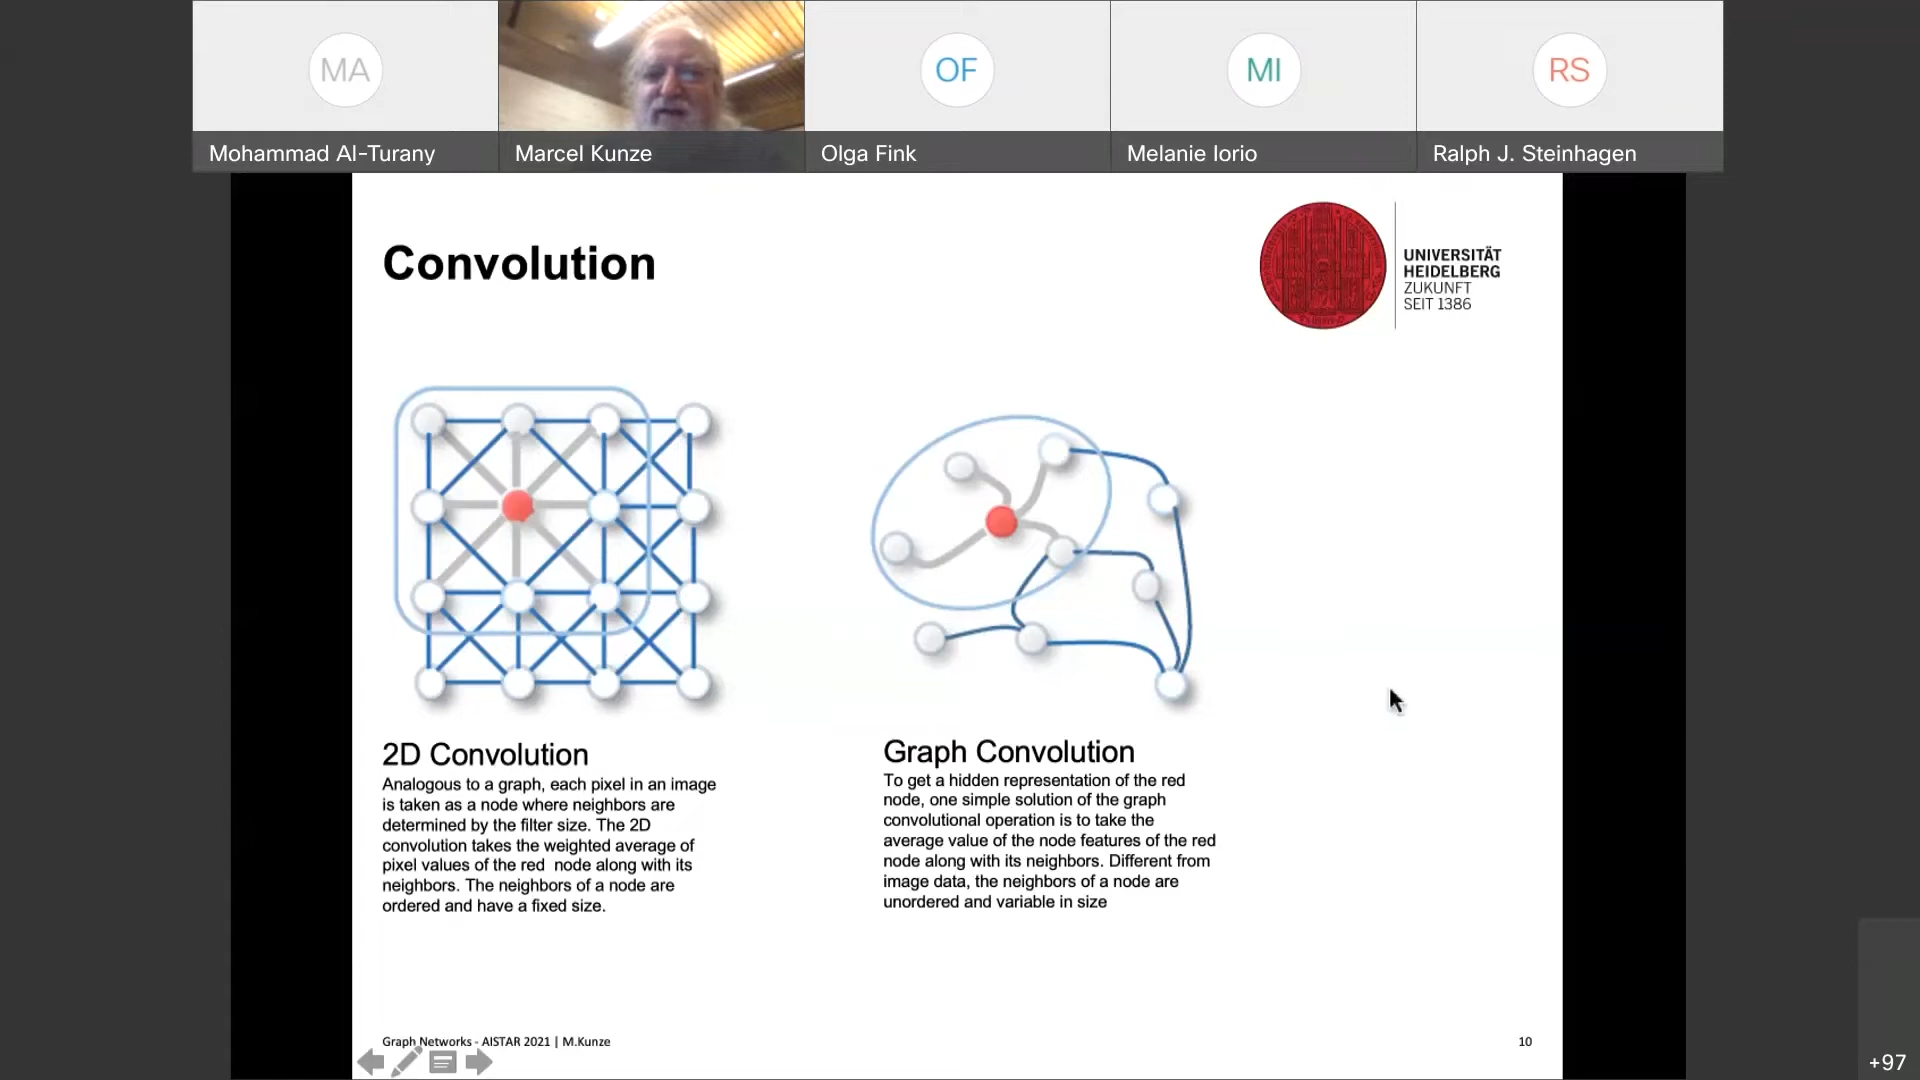 MA
OF
MI
RS
Mohammad Al-Turany
Marcel Kunze
Olga Fink
Melanie Iorio
Ralph J. Steinhagen
Convolution
UNIVERSITÄT
HEIDELBERG
ZUKUNFT
SEIT 1386
2D Convolution
Analogous to a graph, each pixel in an image
is taken as a node where neighbors are
determined by the filter size. The 2D
convolution takes the weighted average of
pixel values of the red node along with its
neighbors. The neighbors of a node are
ordered and have a fixed size.
Graph Convolution
To get a hidden representation of the red
node, one simple solution of the graph
convolutional operation is to take the
average value of the node features of the red
node along with its neighbors. Different from
image data, the neighbors of a node are
unordered and variable in size
Graph Networks - AISTAR 2021 | M.Kunze
10
+97